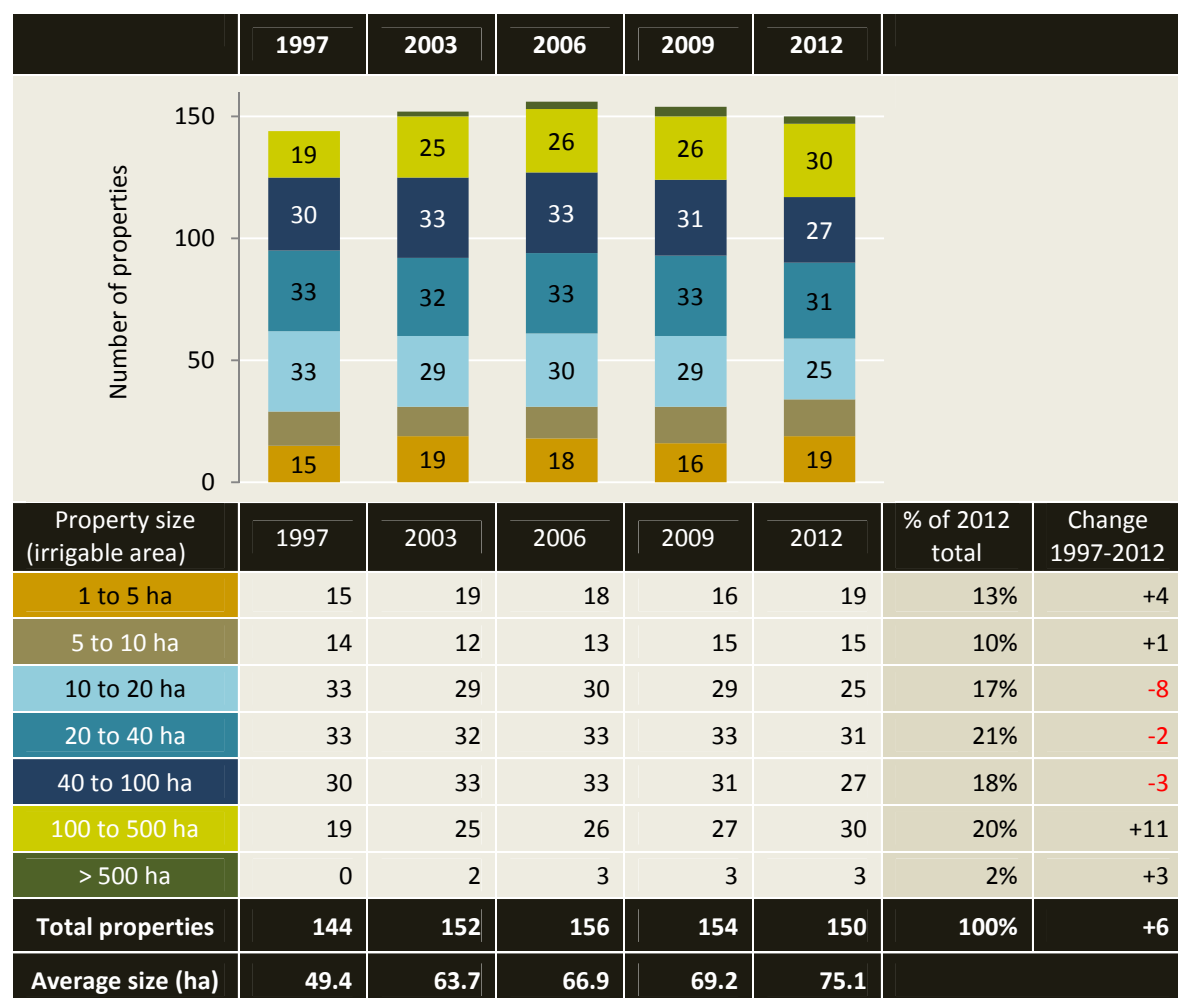 1997 2003 2006 2009 2012
Number of properties
150
100
50
0
19 25 26 26 30
30 33 33 31 27
33 32 33 33 31
33 29 30 29 25
15 19 18 16 19
Property size (irrigable area) 1997 2003 2006 2009 2012 % of 2012 total Change 1997-2012
1 to 5 ha 15 19 18 16 19 13% +4
5 to 10 ha 14 12 13 15 15 10% +1
10 to 20 ha 33 29 30 29 25 17% -8
20 to 40 ha 33 32 33 33 31 21% -2
40 to 100 ha 30 33 33 31 27 18% -3
100 to 500 ha 19 25 26 27 30 20% +11
> 500 ha 0 2 3 3 3 2% +3
Total properties 144 152 156 154 150 100% +6
Average size (ha) 49.4 63.7 66.9 69.2 75.1